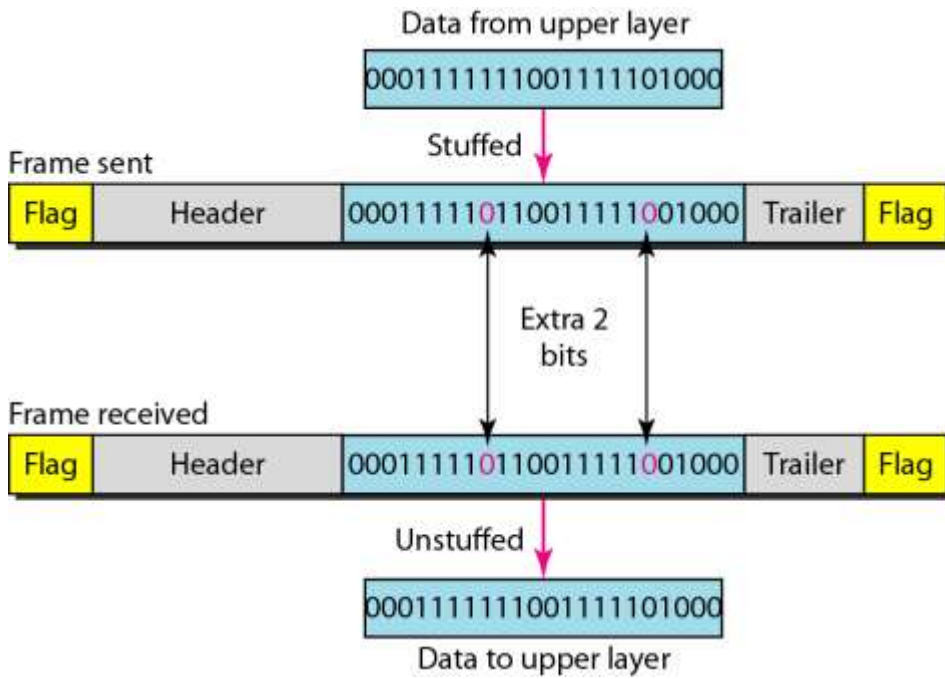 Data from upper layer
0001111111001111101000
Stuffed
Frame sent
Flag Header 000111110110011111001000 Trailer Flag
Extra 2
bits
Frame received
Flag Header 000111110110011111001000 Trailer Flag
Unstuffed
0001111111001111101000
Data to upper layer